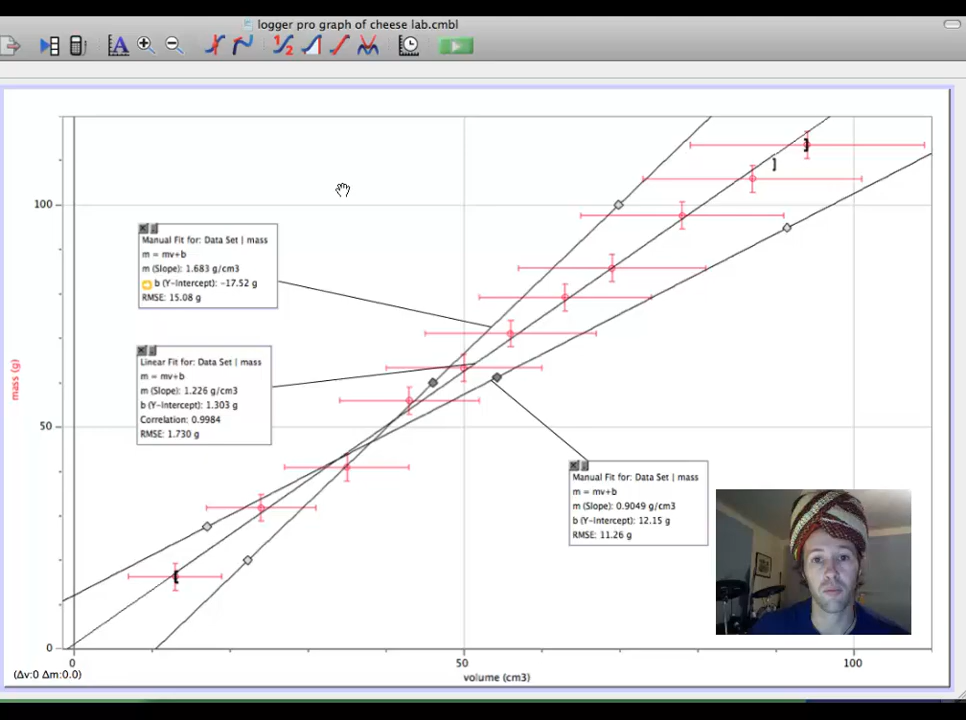 logger pro graph of cheese lab.cmbl
A
1/2
100
50
0
mass (g)
Manual Fit for: Data Set | mass
m = mv+b
m (Slope): 1.683 g/cm3
b (Y-Intercept): -17.52 g
RMSE: 15.08 g
Linear Fit for: Data Set | mass
m = mv+b
m (Slope): 1.226 g/cm3
b (Y-Intercept): 1.303 g
Correlation: 0.9984
RMSE: 1.730 g
Manual Fit for: Data Set | mass
m = mv+b
m (Slope): 0.9049 g/cm3
b (Y-Intercept): 12.15 g
RMSE: 11.26 g
0
50
100
(Δv:0 Δm:0.0)
volume (cm3)